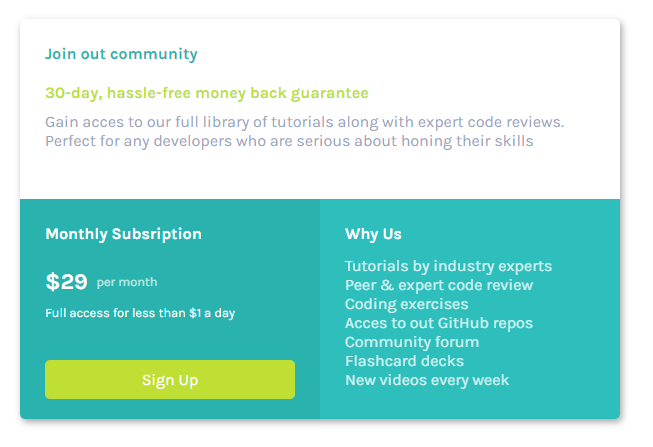 Join out community
30-day, hassle-free money back guarantee
Gain acces to our full library of tutorials along with expert code reviews.
Perfect for any developers who are serious about honing their skills
Monthly Subsription
$29 per month
Full access for less than $1 a day
Sign Up
Why Us
Tutorials by industry experts
Peer & expert code review
Coding exercises
Acces to out GitHub repos
Community forum
Flashcard decks
New videos every week